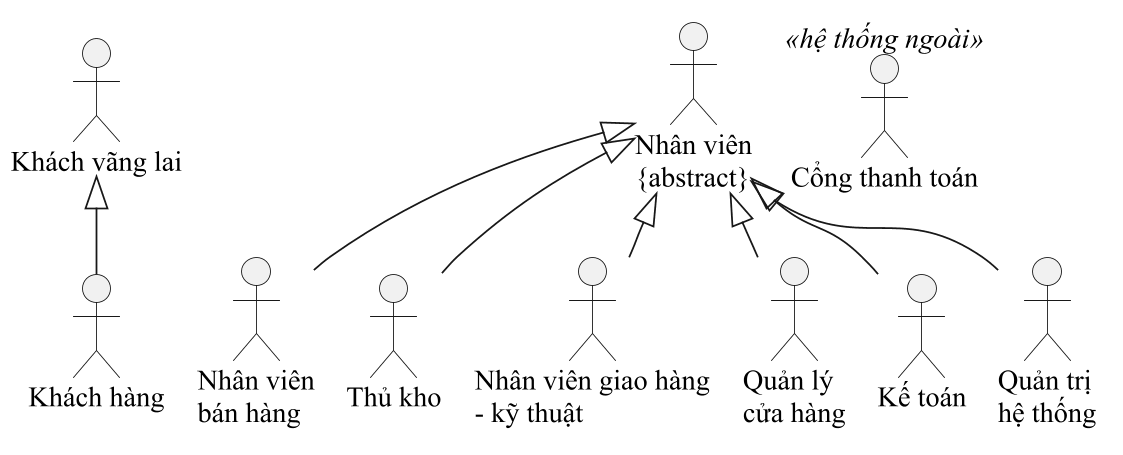 «hệ thống ngoài»
Khách vãng lai
Nhân viên
{abstract}
Cổng thanh toán
Khách hàng
Nhân viên
bán hàng
Thủ kho
Nhân viên giao hàng
- kỹ thuật
Quản lý
cửa hàng
Kế toán
Quản trị
hệ thống